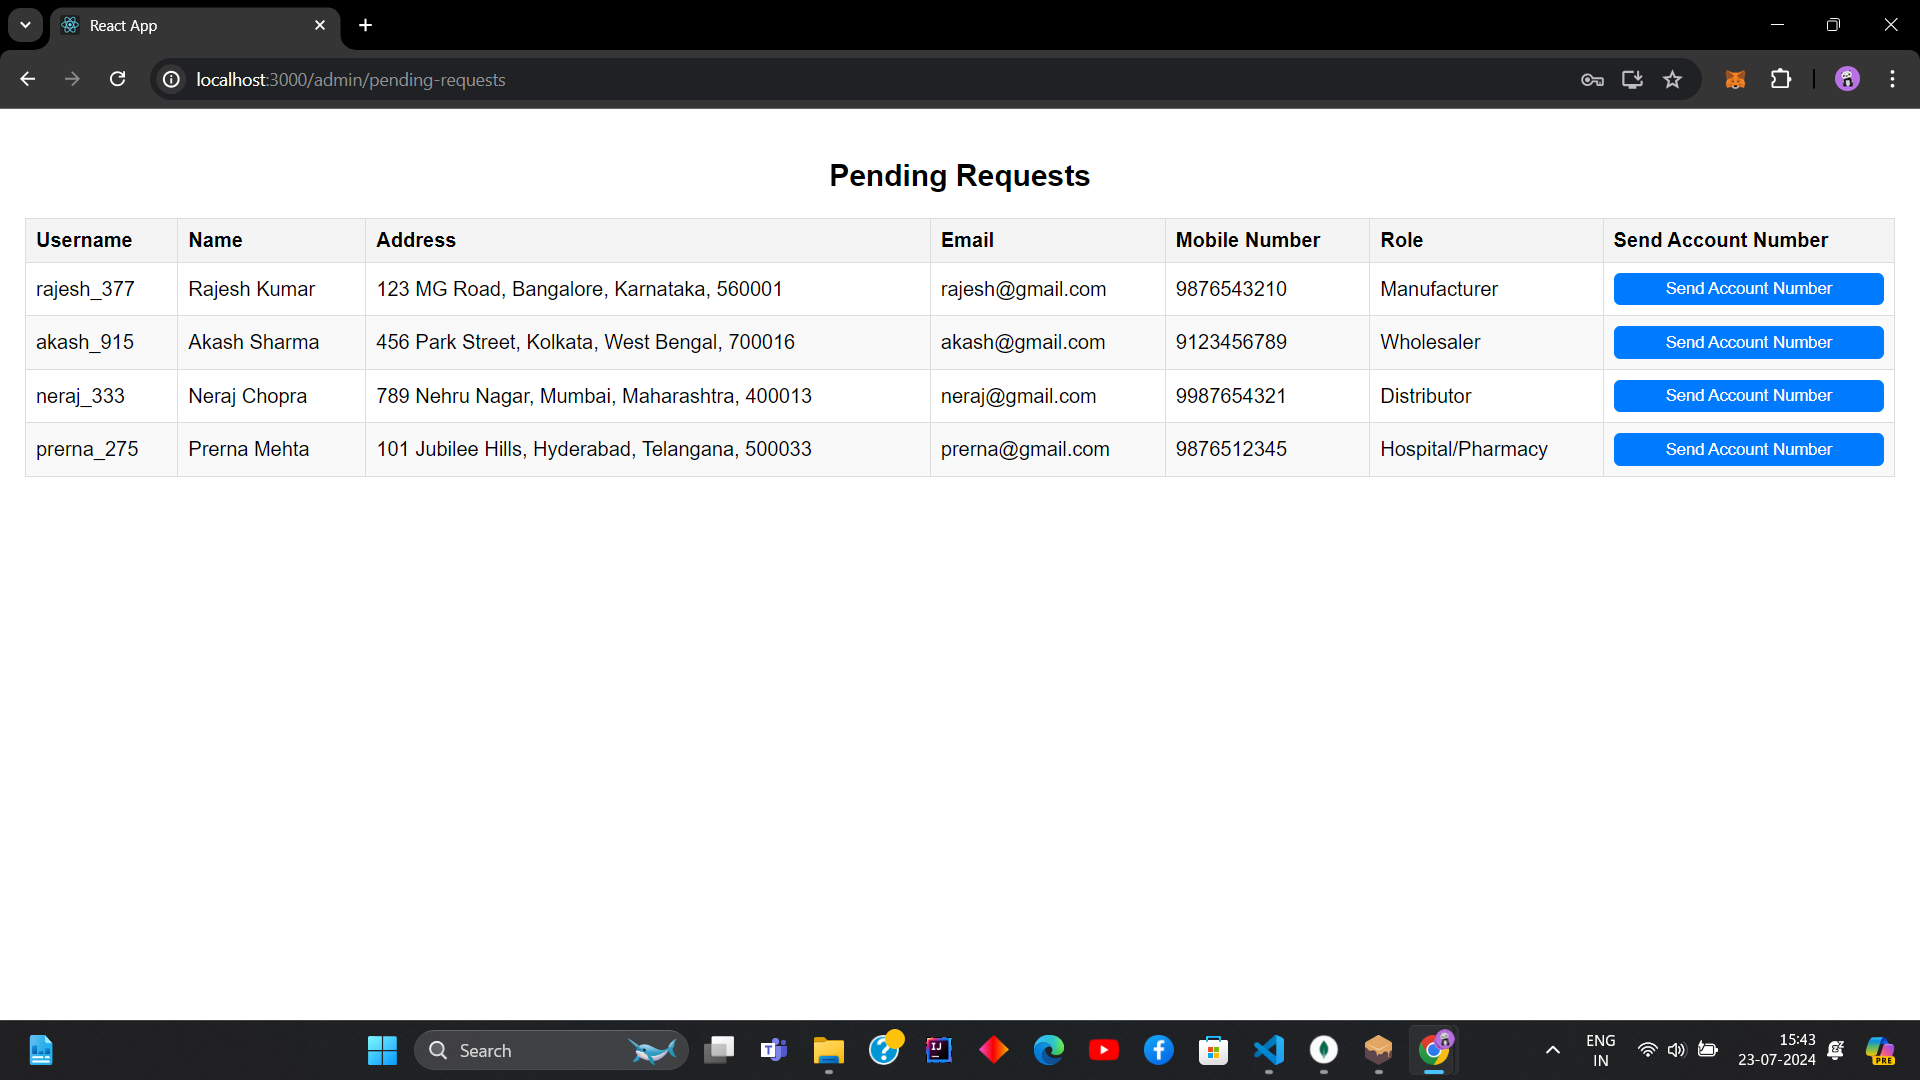 React App
localhost:3000/admin/pending-requests
Pending Requests
Username Name Address Email Mobile Number Role Send Account Number
rajesh_377 Rajesh Kumar 123 MG Road, Bangalore, Karnataka, 560001 rajesh@gmail.com 9876543210 Manufacturer Send Account Number
akash_915 Akash Sharma 456 Park Street, Kolkata, West Bengal, 700016 akash@gmail.com 9123456789 Wholesaler Send Account Number
neraj_333 Neraj Chopra 789 Nehru Nagar, Mumbai, Maharashtra, 400013 neraj@gmail.com 9987654321 Distributor Send Account Number
prerna_275 Prerna Mehta 101 Jubilee Hills, Hyderabad, Telangana, 500033 prerna@gmail.com 9876512345 Hospital/Pharmacy Send Account Number
Search
ENG
IN
15:43
23-07-2024
PRE